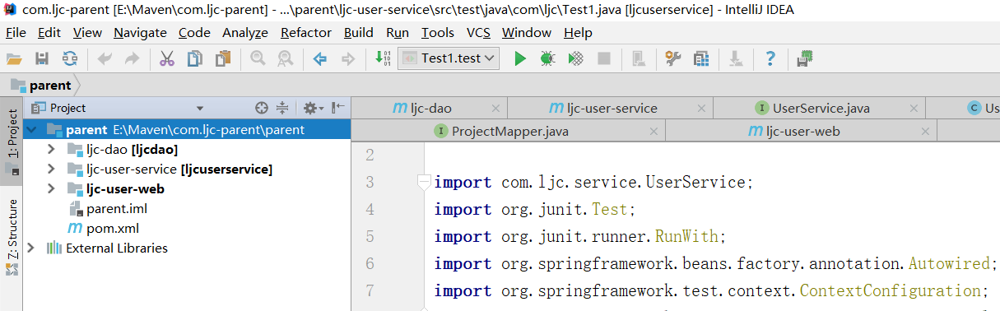 com.ljc-parent [E:\Maven\com.ljc-parent] - ...\parent\ljc-user-service\src\test\java\com\ljc\Test1.java [ljcuserservice] - IntelliJ IDEA
File Edit View Navigate Code Analyze Refactor Build Run Tools VCS Window Help
Test1.test
parent
1: Project
Z: Structure
Project
parent E:\Maven\com.ljc-parent\parent
ljc-dao [ljcdao]
ljc-user-service [ljcuserservice]
ljc-user-web
parent.iml
pom.xml
External Libraries
ljc-dao ljc-user-service UserService.java Us
ProjectMapper.java ljc-user-web
2
3 import com.ljc.service.UserService;
4 import org.junit.Test;
5 import org.junit.runner.RunWith;
6 import org.springframework.beans.factory.annotation.Autowired;
7 import org.springframework.test.context.ContextConfiguration;